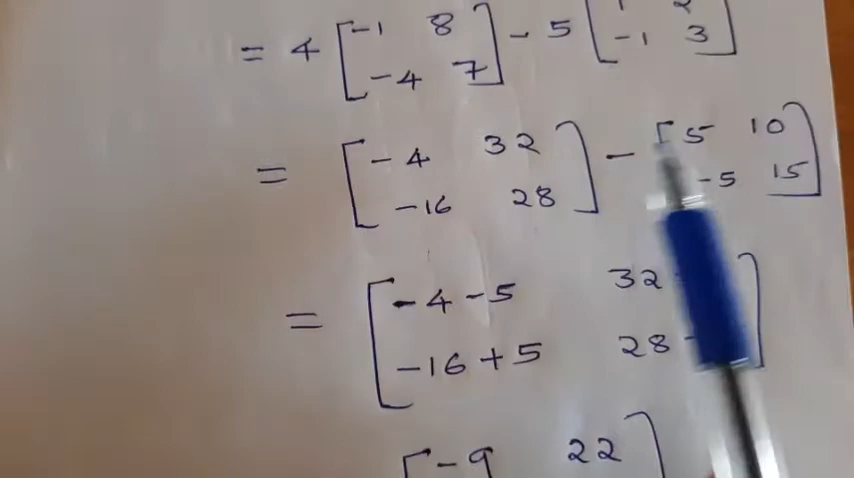 = 4 [ -1 8 ] - 5 [
-4 7 -1 3
= [ -4 32 ] - [ 5 10 ]
-16 28 -5 15
= [ -4-5 32 ]
-16+5 28 -
[ -9 22 ]